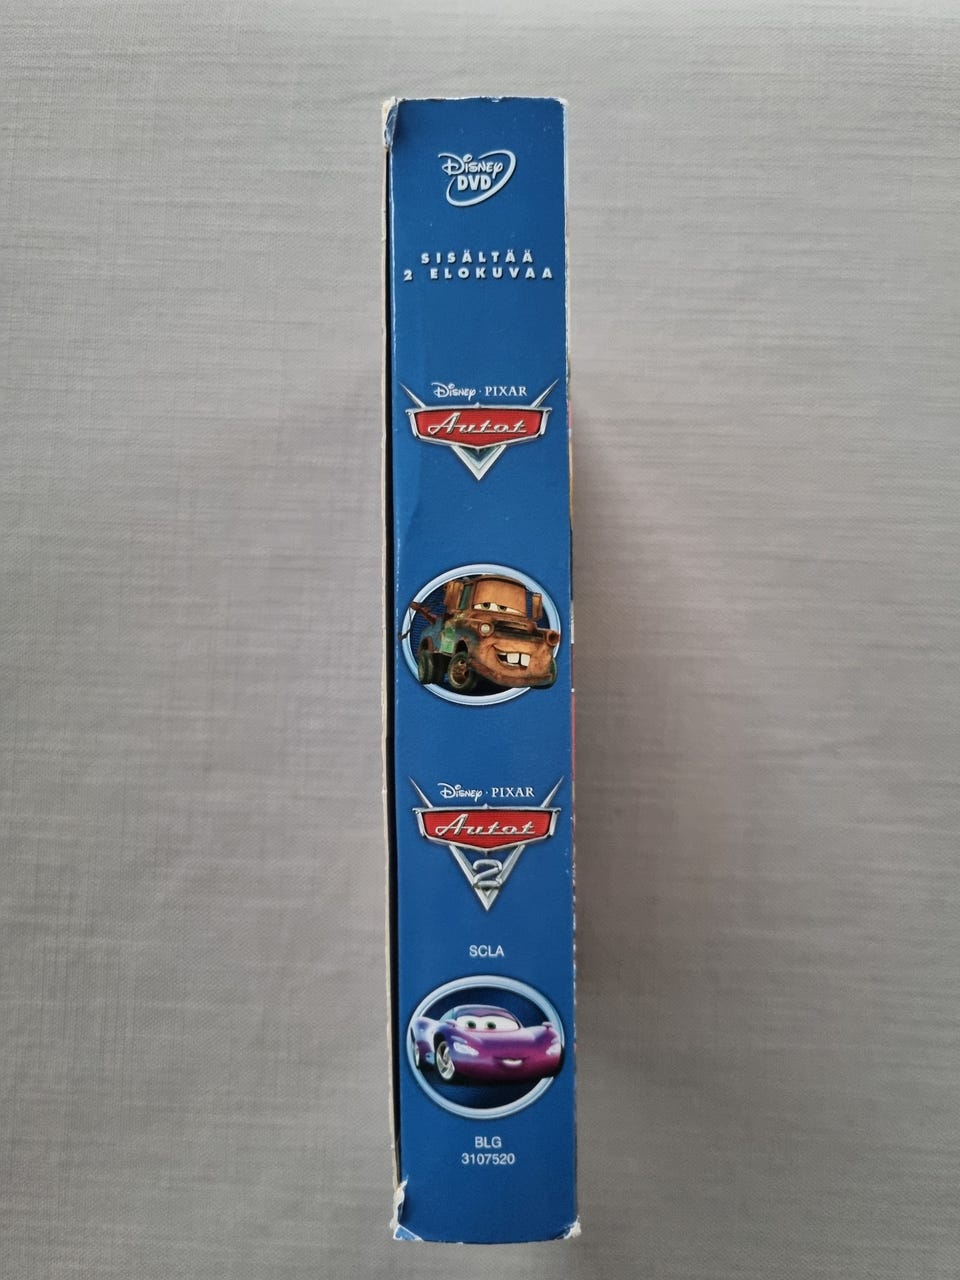 Disney
DVD
SISÄLTÄÄ
2 ELOKUVAA
Disney · PIXAR
Autot
Disney · PIXAR
Autot
2
SCLA
BLG
3107520